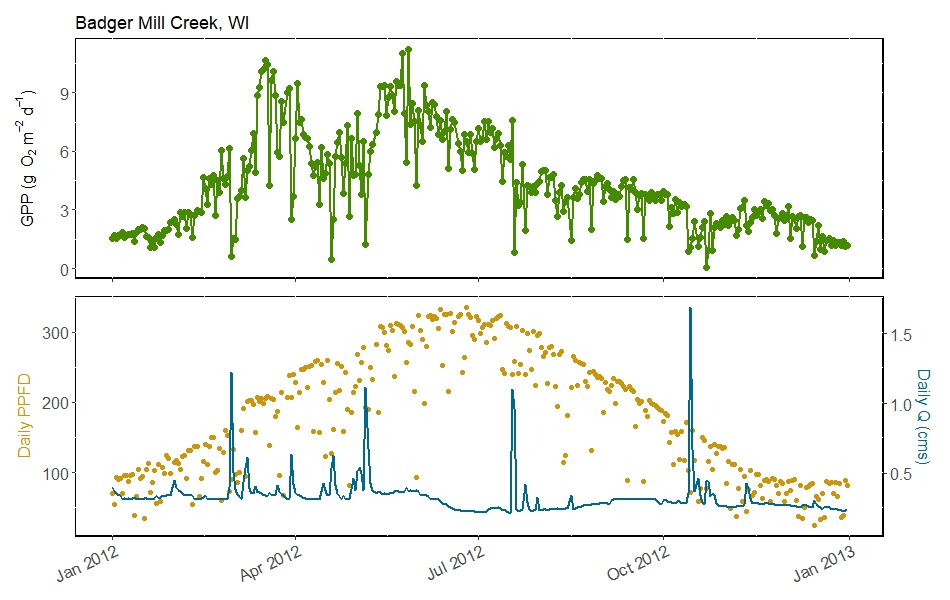 Badger Mill Creek, WI
GPP (g O₂ m⁻² d⁻¹)
9
6
3
0
Daily PPFD
300
200
100
1.5
1.0
0.5
Daily Q (cms)
Jan 2012
Apr 2012
Jul 2012
Oct 2012
Jan 2013